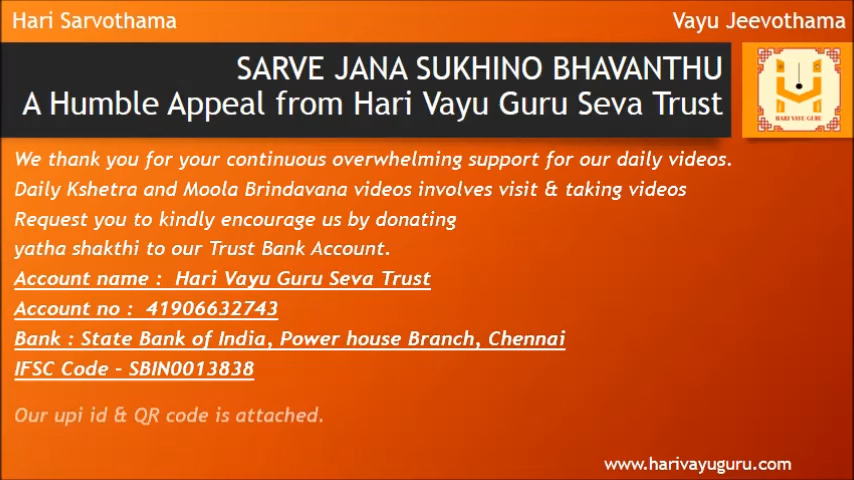 Hari Sarvothama
Vayu Jeevothama
SARVE JANA SUKHINO BHAVANTHU
A Humble Appeal from Hari Vayu Guru Seva Trust
HARI VAYU GURU
We thank you for your continuous overwhelming support for our daily videos.
Daily Kshetra and Moola Brindavana videos involves visit & taking videos
Request you to kindly encourage us by donating
yatha shakthi to our Trust Bank Account.
Account name :  Hari Vayu Guru Seva Trust
Account no :  41906632743
Bank : State Bank of India, Power house Branch, Chennai
IFSC Code - SBIN0013838
Our upi id & QR code is attached.
www.harivayuguru.com